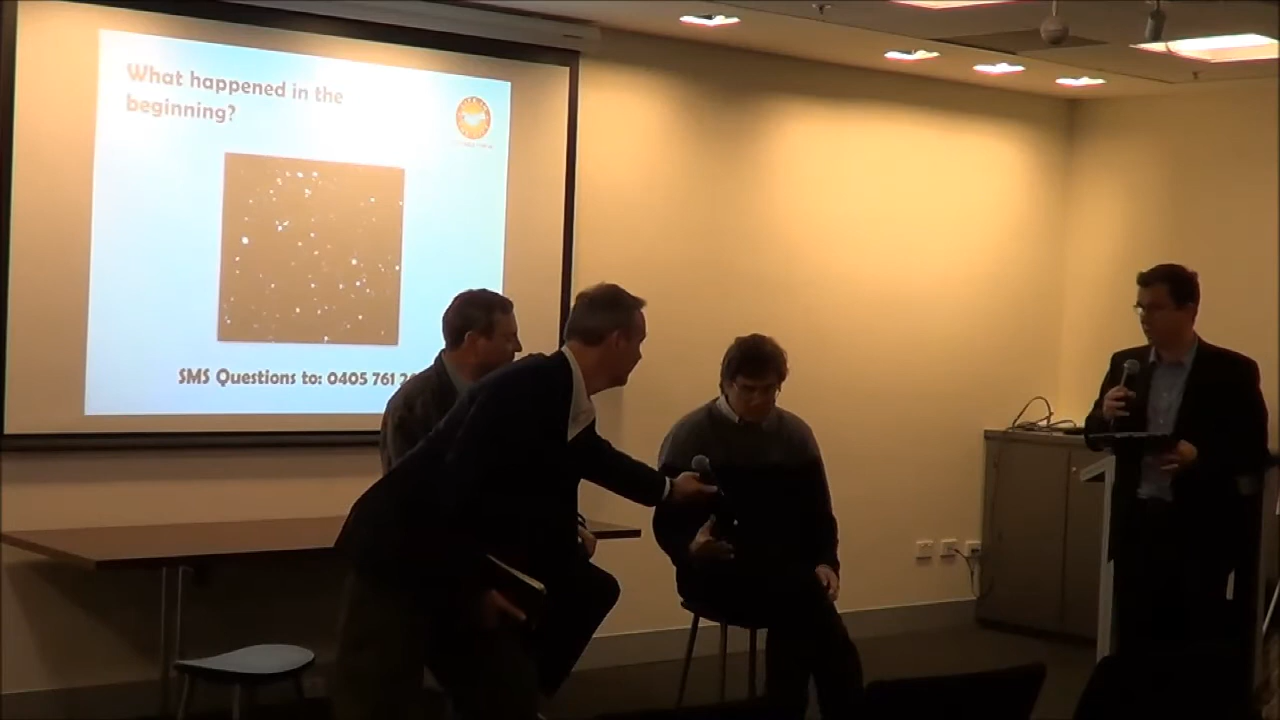 What happened in the
beginning?
SMS Questions to: 0405 761